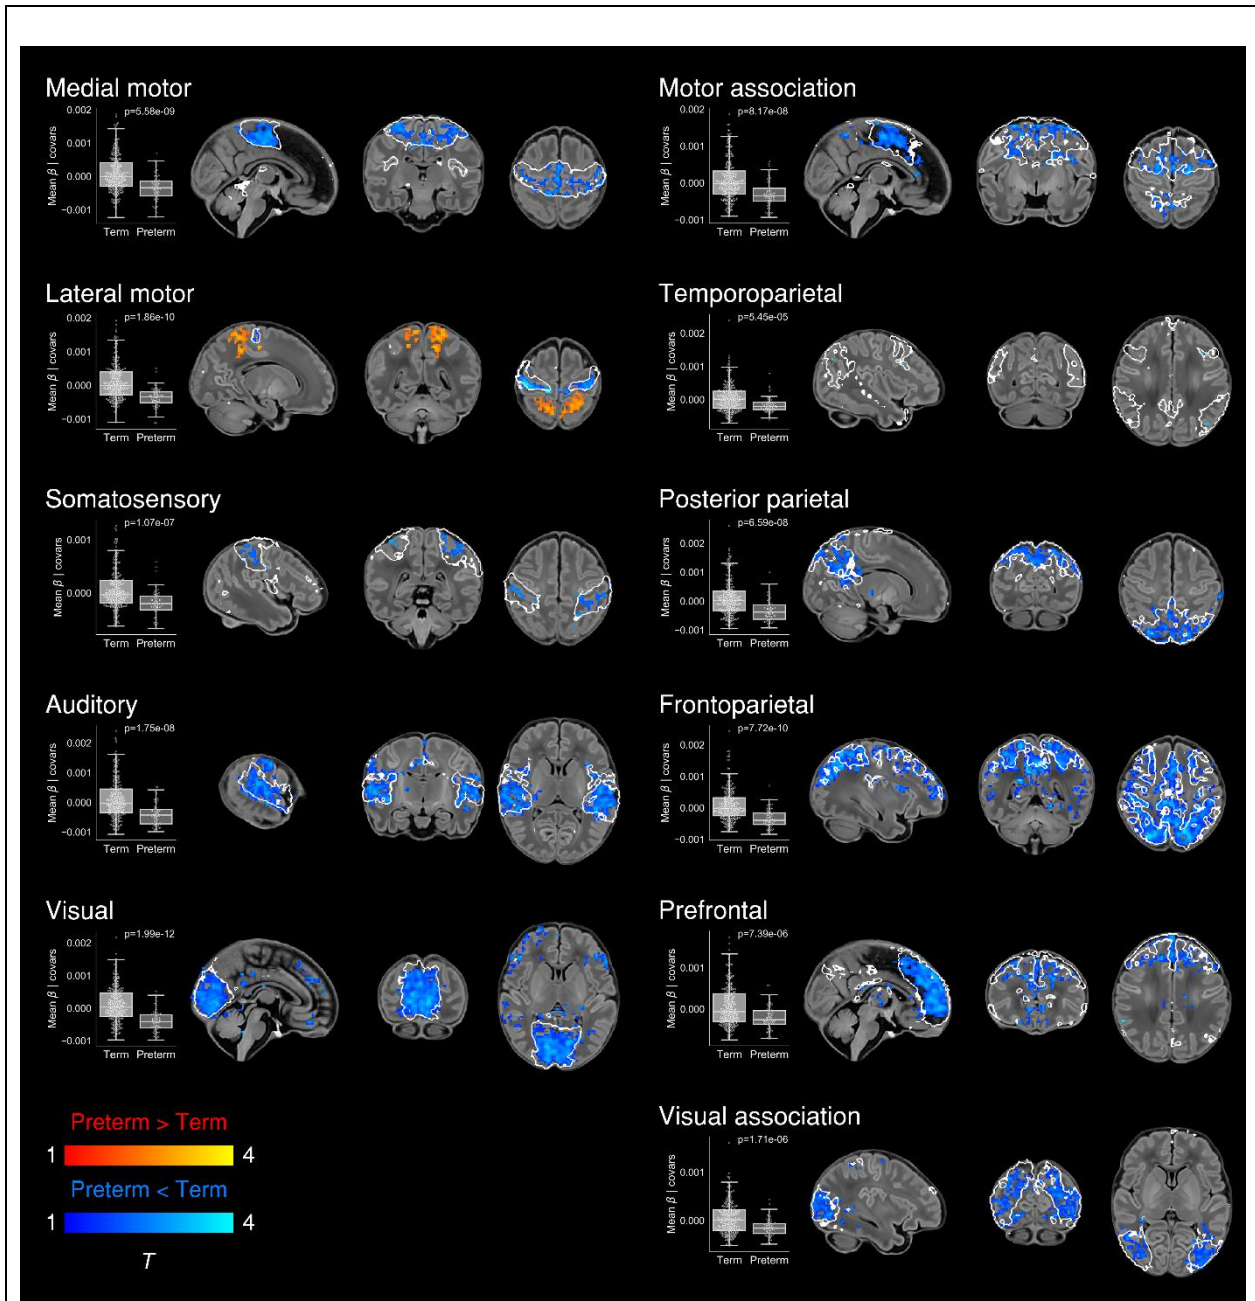 Medial motor
p=5.58e-09
Mean β | covars
0.002
0.001
0.000
−0.001
Term Preterm
Motor association
p=8.17e-08
Mean β | covars
0.002
0.001
0.000
−0.001
Term Preterm
Lateral motor
p=1.86e-10
Mean β | covars
0.001
0.000
−0.001
Term Preterm
Temporoparietal
p=5.45e-05
Mean β | covars
0.002
0.001
0.000
−0.001
Term Preterm
Somatosensory
p=1.07e-07
Mean β | covars
0.001
0.000
Term Preterm
Posterior parietal
p=6.59e-08
Mean β | covars
0.002
0.001
0.000
−0.001
Term Preterm
Auditory
p=1.75e-08
Mean β | covars
0.002
0.001
0.000
−0.001
Term Preterm
Frontoparietal
p=7.72e-10
Mean β | covars
0.002
0.001
0.000
−0.001
Term Preterm
Visual
p=1.99e-12
Mean β | covars
0.002
0.001
0.000
−0.001
Term Preterm
Prefrontal
p=7.39e-06
Mean β | covars
0.001
0.000
Term Preterm
Visual association
p=1.71e-06
Mean β | covars
0.001
0.000
Term Preterm
Preterm > Term
1 4
Preterm < Term
1 4
T